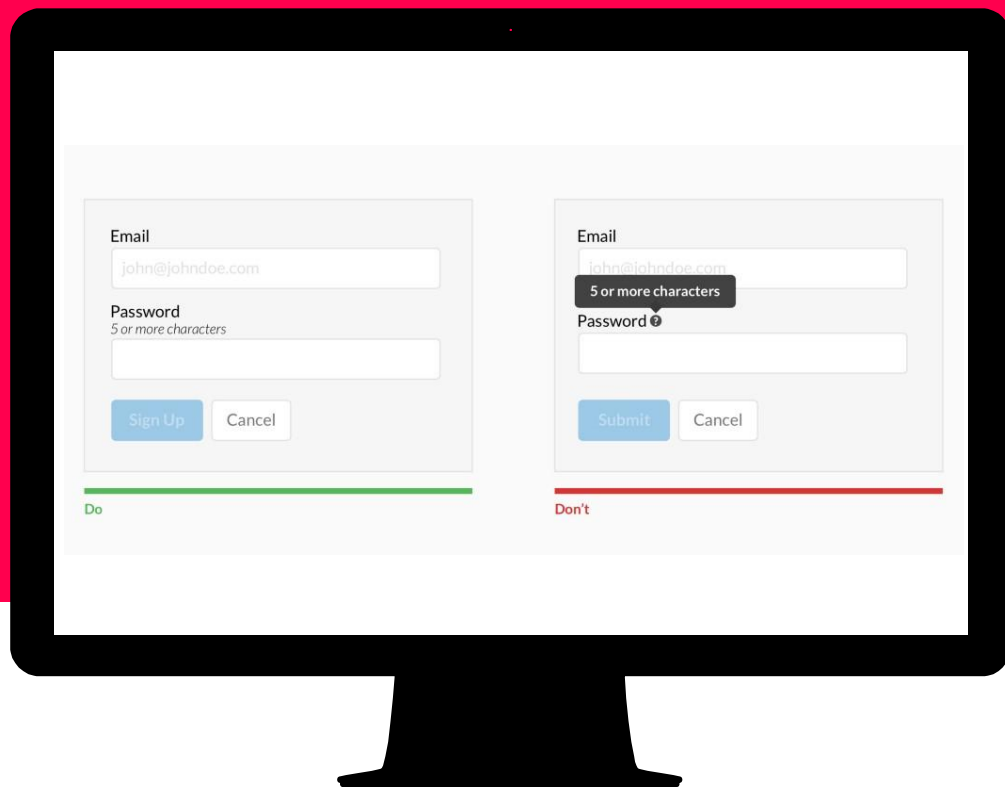 Email
john@johndoe.com
Password
5 or more characters
Sign Up
Cancel
Do
Email
john@johndoe.com
5 or more characters
Password
Submit
Cancel
Don't